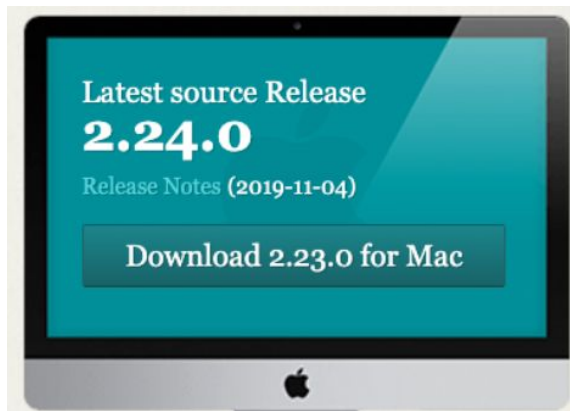 Latest source Release
2.24.0
Release Notes (2019-11-04)
Download 2.23.0 for Mac